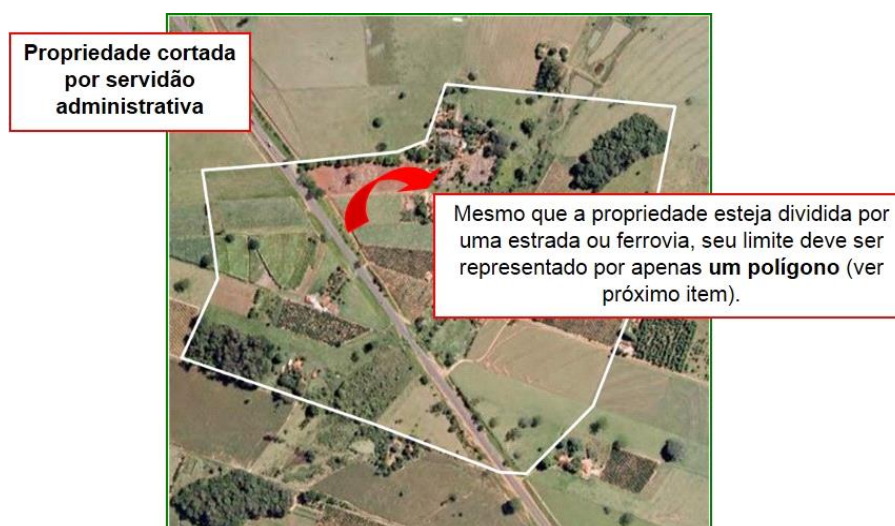 Propriedade cortada
por servidão
administrativa
Mesmo que a propriedade esteja dividida por
uma estrada ou ferrovia, seu limite deve ser
representado por apenas um polígono (ver
próximo item).